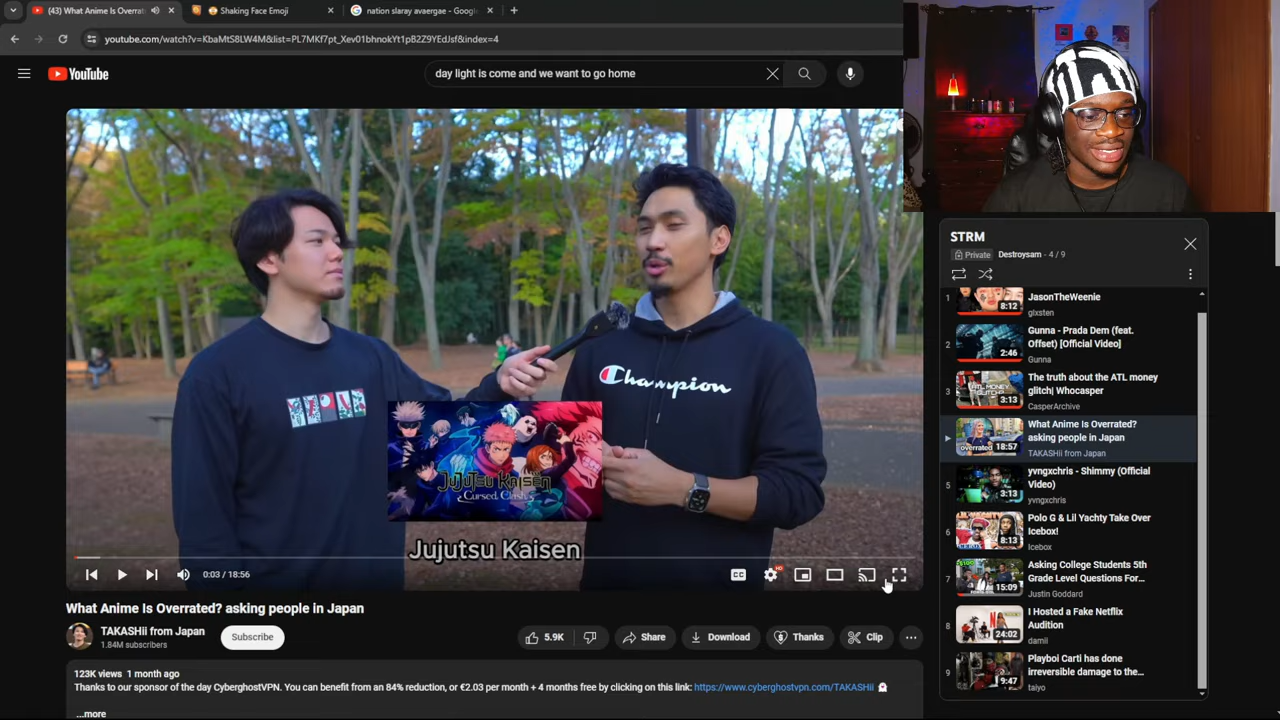 (43) What Anime Is Overrat
Shaking Face Emoji
nation slaray avaergae - Googl
youtube.com/watch?v=KbaMtS8LW4M&list=PL7MKf7pt_Xev01bhnokYt1pB2Z9YEdJsf&index=4
YouTube
day light is come and we want to go home
Champion
JUJUTSU KAISEN
Cursed Clash
Jujutsu Kaisen
0:03 / 18:56
CC
HD
What Anime Is Overrated? asking people in Japan
TAKASHii from Japan
1.84M subscribers
Subscribe
5.9K
Share
Download
Thanks
Clip
123K views 1 month ago
Thanks to our sponsor of the day CyberghostVPN. You can benefit from an 84% reduction, or €2.03 per month + 4 months free by clicking on this link: https://www.cyberghostvpn.com/TAKASHii
...more
STRM
Private
Destroysam - 4 / 9
1
8:12
JasonTheWeenie
glxsten
2
2:46
Gunna - Prada Dem (feat.
Offset) [Official Video]
Gunna
3
ATL MONEY
GLITCH
3:13
The truth about the ATL money
glitch| Whocasper
CasperArchive
overrated
18:57
What Anime Is Overrated?
asking people in Japan
TAKASHii from Japan
5
3:13
yvngxchris - Shimmy (Official
Video)
yvngxchris
6
8:13
Polo G & Lil Yachty Take Over
Icebox!
Icebox
7
15:09
Asking College Students 5th
Grade Level Questions For...
Justin Goddard
8
24:02
I Hosted a Fake Netflix
Audition
damii
9
9:47
Playboi Carti has done
irreversible damage to the...
taiyo